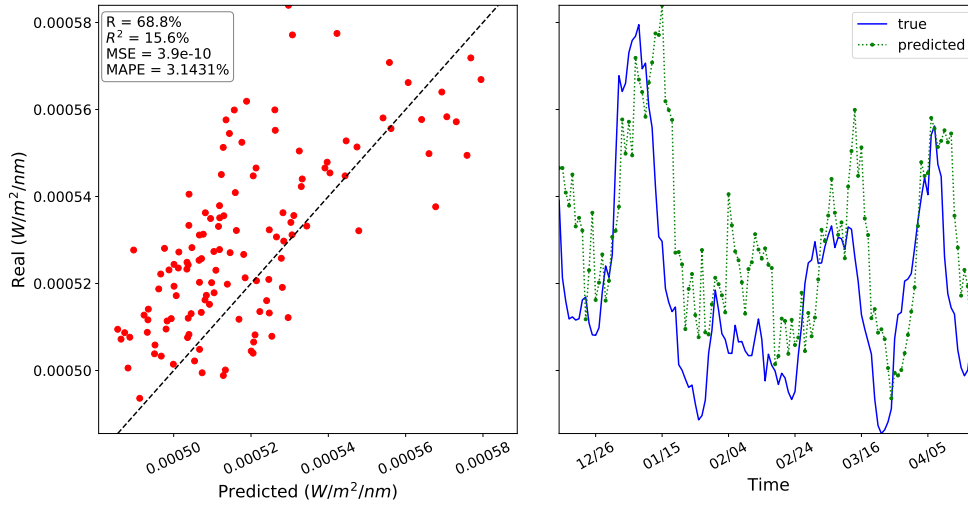 R = 68.8%
R² = 15.6%
MSE = 3.9e-10
MAPE = 3.1431%
Real (W/m²/nm)
0.00058
0.00056
0.00054
0.00052
0.00050
0.00050 0.00052 0.00054 0.00056 0.00058
Predicted (W/m²/nm)
true
predicted
12/26 01/15 02/04 02/24 03/16 04/05
Time